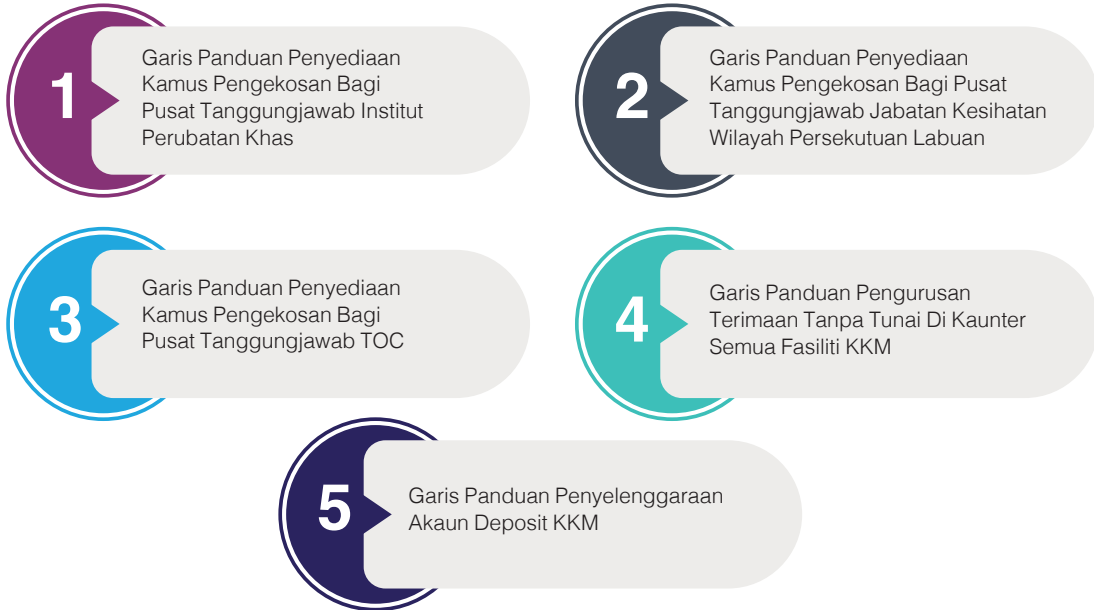 1
Garis Panduan Penyediaan
Kamus Pengekosan Bagi
Pusat Tanggungjawab Institut
Perubatan Khas
2
Garis Panduan Penyediaan
Kamus Pengekosan Bagi Pusat
Tanggungjawab Jabatan Kesihatan
Wilayah Persekutuan Labuan
3
Garis Panduan Penyediaan
Kamus Pengekosan Bagi
Pusat Tanggungjawab TOC
4
Garis Panduan Pengurusan
Terimaan Tanpa Tunai Di Kaunter
Semua Fasiliti KKM
5
Garis Panduan Penyelenggaraan
Akaun Deposit KKM